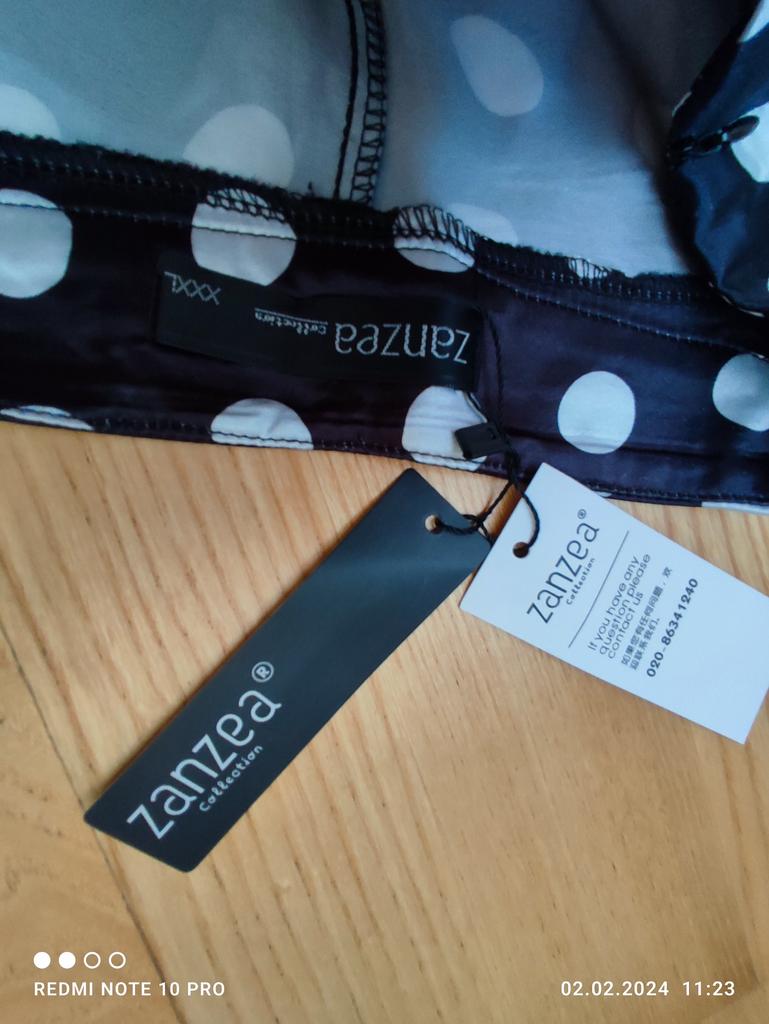 XXXL
zanzea
Collection
zanzea®
Collection
If you have any
question please
contact us
如果您有任何问题，欢
迎联系我们。
020-86341240
zanzea®
Collection
REDMI NOTE 10 PRO
02.02.2024 11:23